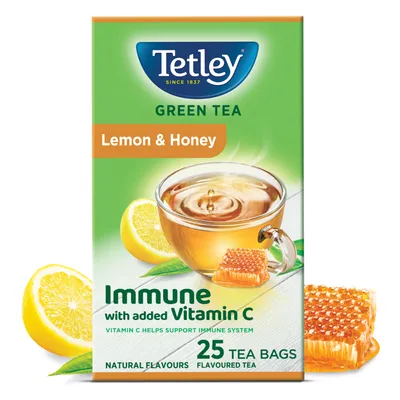 Tetley
SINCE 1837
GREEN TEA
Lemon & Honey
Immune
with added Vitamin C
VITAMIN C HELPS SUPPORT IMMUNE SYSTEM
NATURAL FLAVOURS
25 TEA BAGS
FLAVOURED TEA